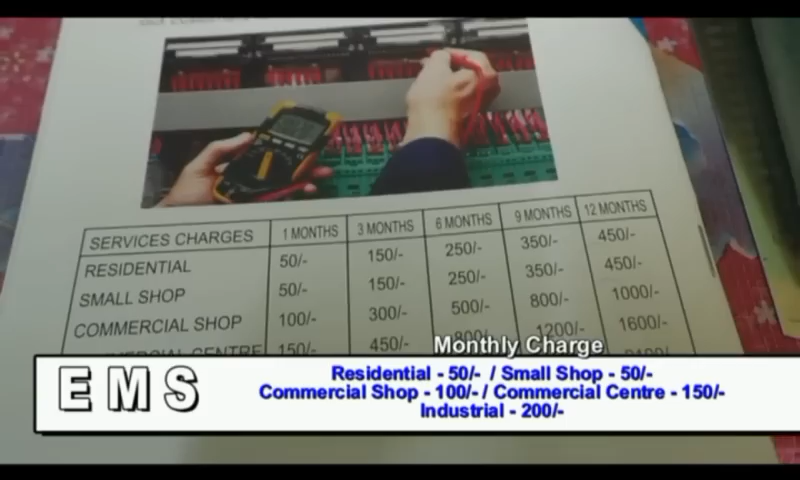 SERVICES CHARGES 1 MONTHS 3 MONTHS 6 MONTHS 9 MONTHS 12 MONTHS
RESIDENTIAL 50/- 150/- 250/- 350/- 450/-
SMALL SHOP 50/- 150/- 250/- 350/- 450/-
COMMERCIAL SHOP 100/- 300/- 500/- 800/- 1000/-
CENTRE 150/- 450/- 800/- 1200/- 1600/-
Monthly Charge
EMS
Residential - 50/- / Small Shop - 50/-
Commercial Shop - 100/- / Commercial Centre - 150/-
Industrial - 200/-